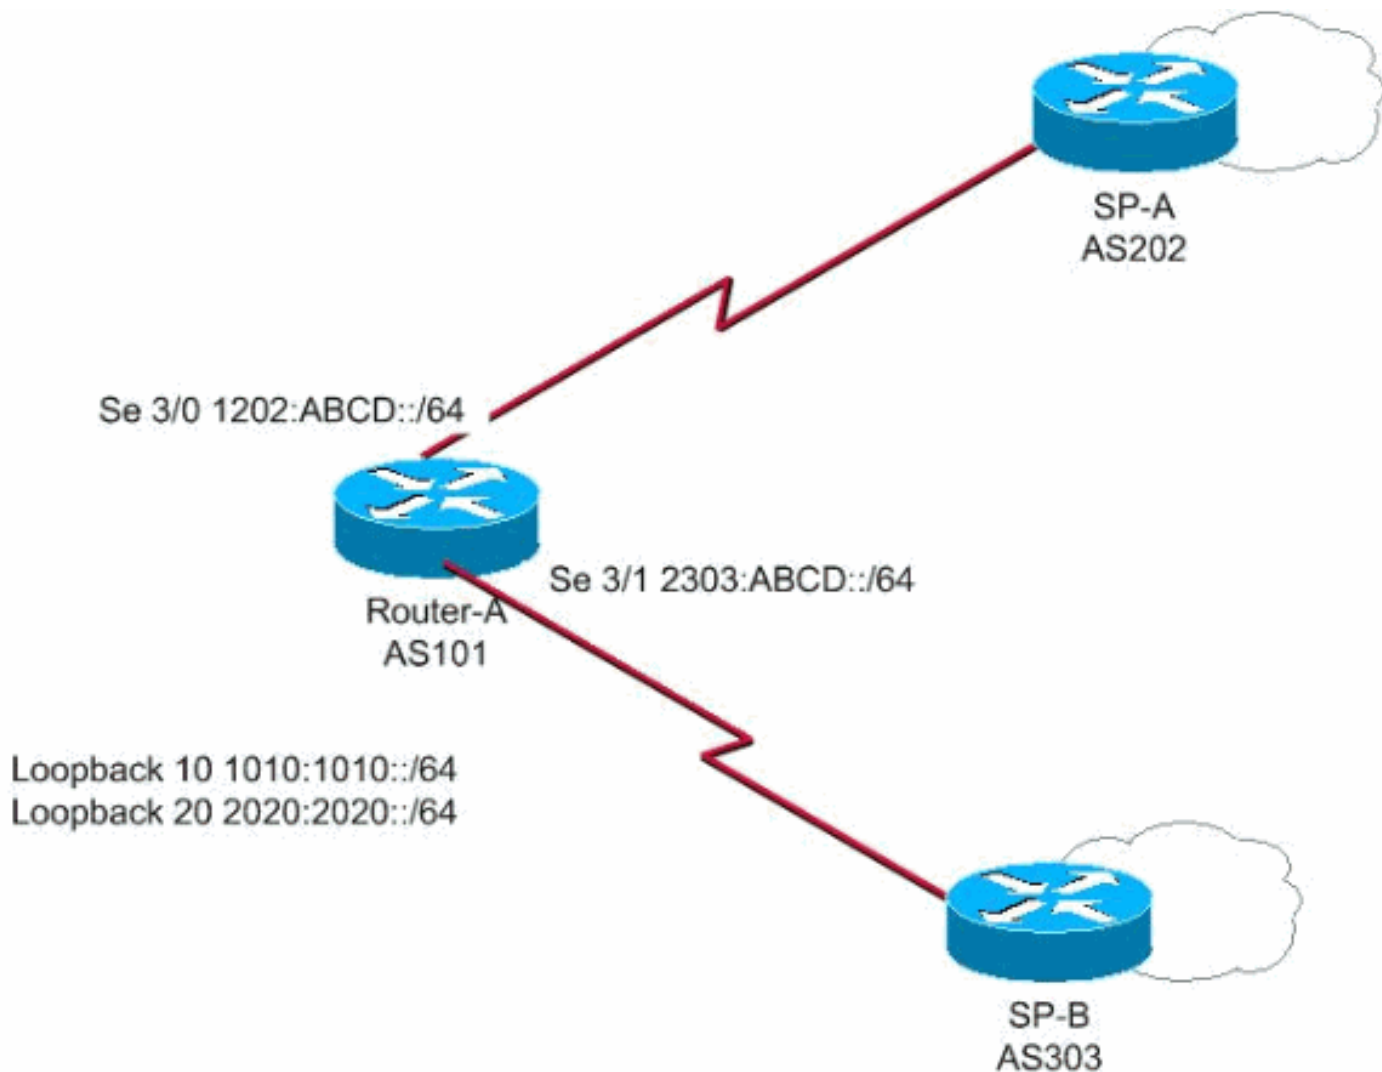 SP-A
AS202
Se 3/0 1202:ABCD::/64
Se 3/1 2303:ABCD::/64
Router-A
AS101
Loopback 10 1010:1010::/64
Loopback 20 2020:2020::/64
SP-B
AS303